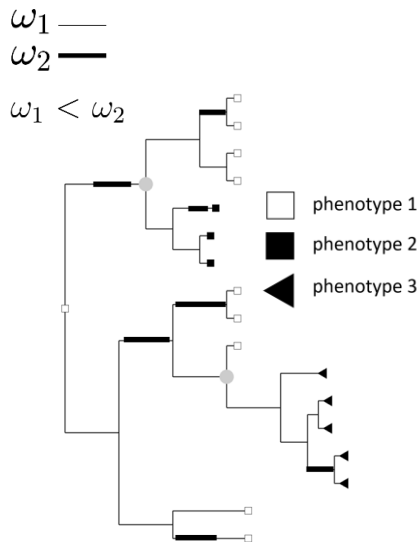 ω₁
ω₂
ω₁ < ω₂
phenotype 1
phenotype 2
phenotype 3